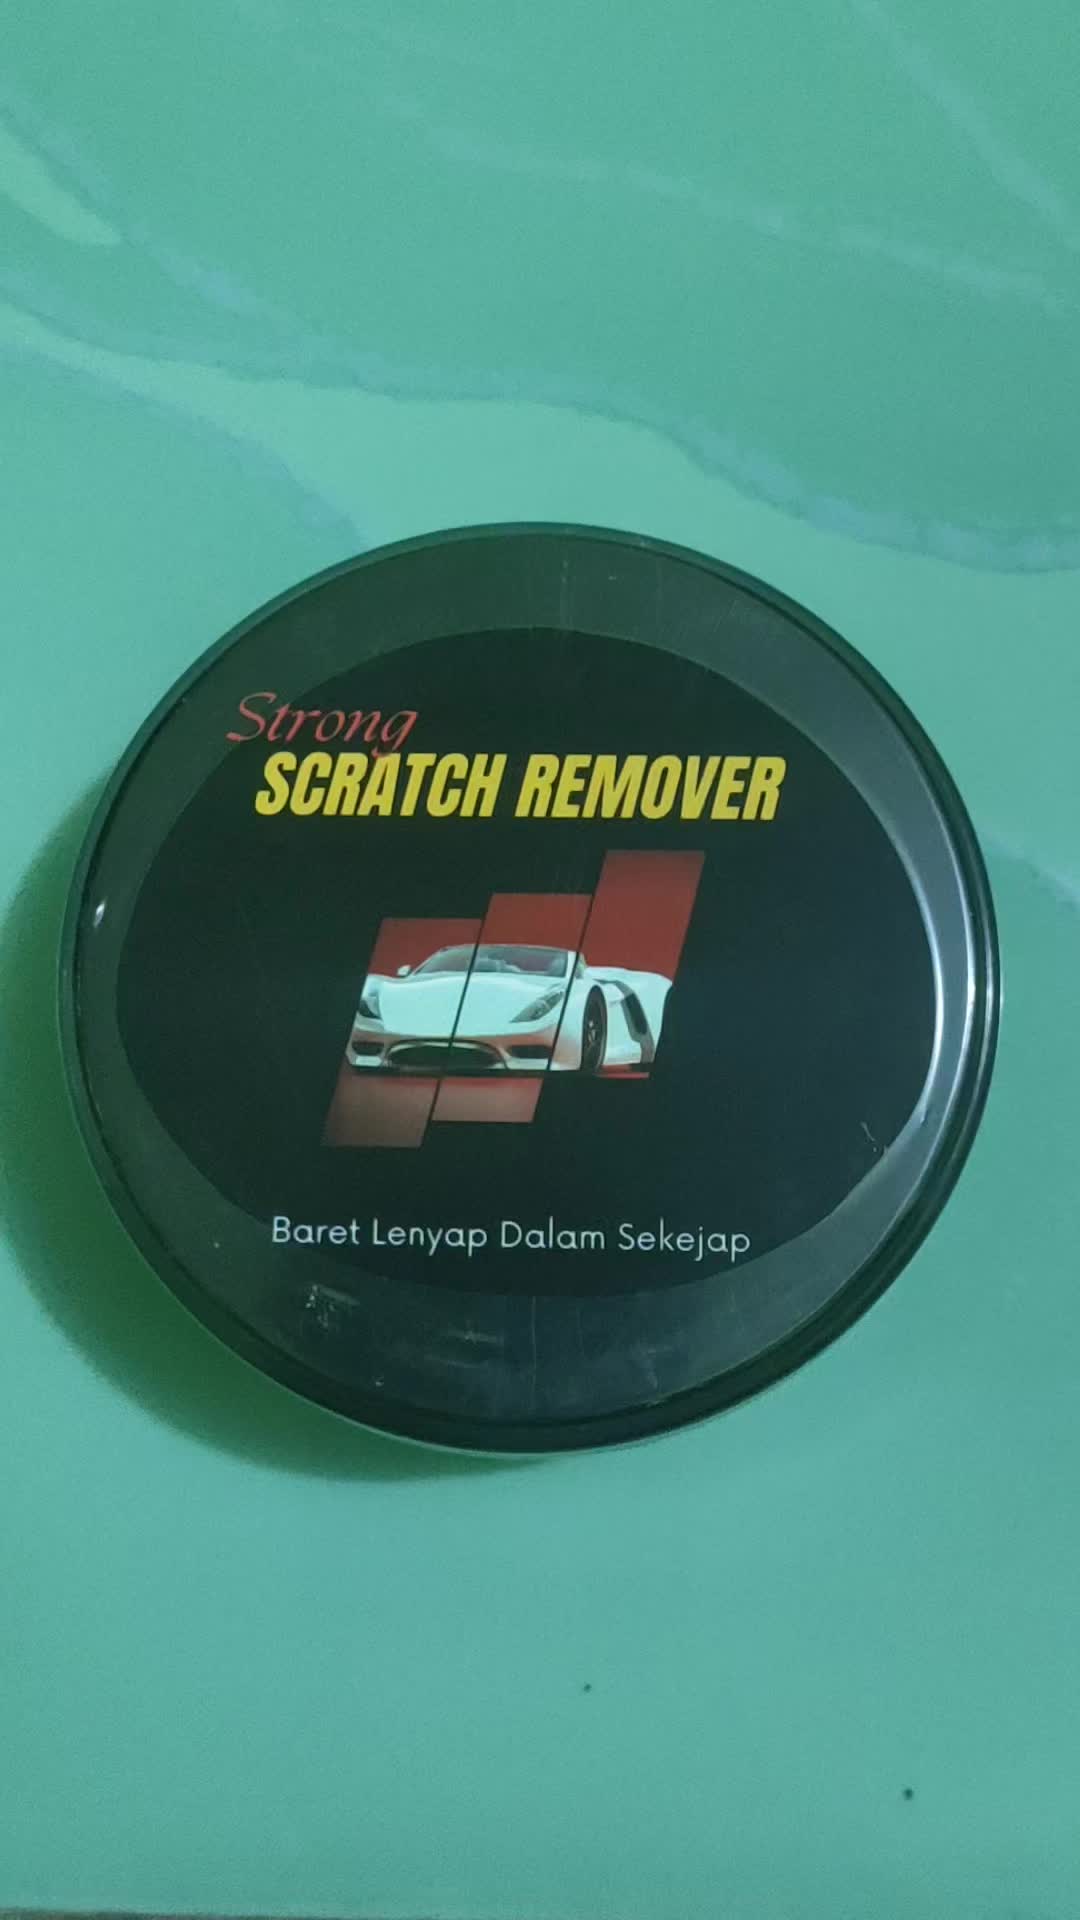 Strong
SCRATCH REMOVER
Baret Lenyap Dalam Sekejap